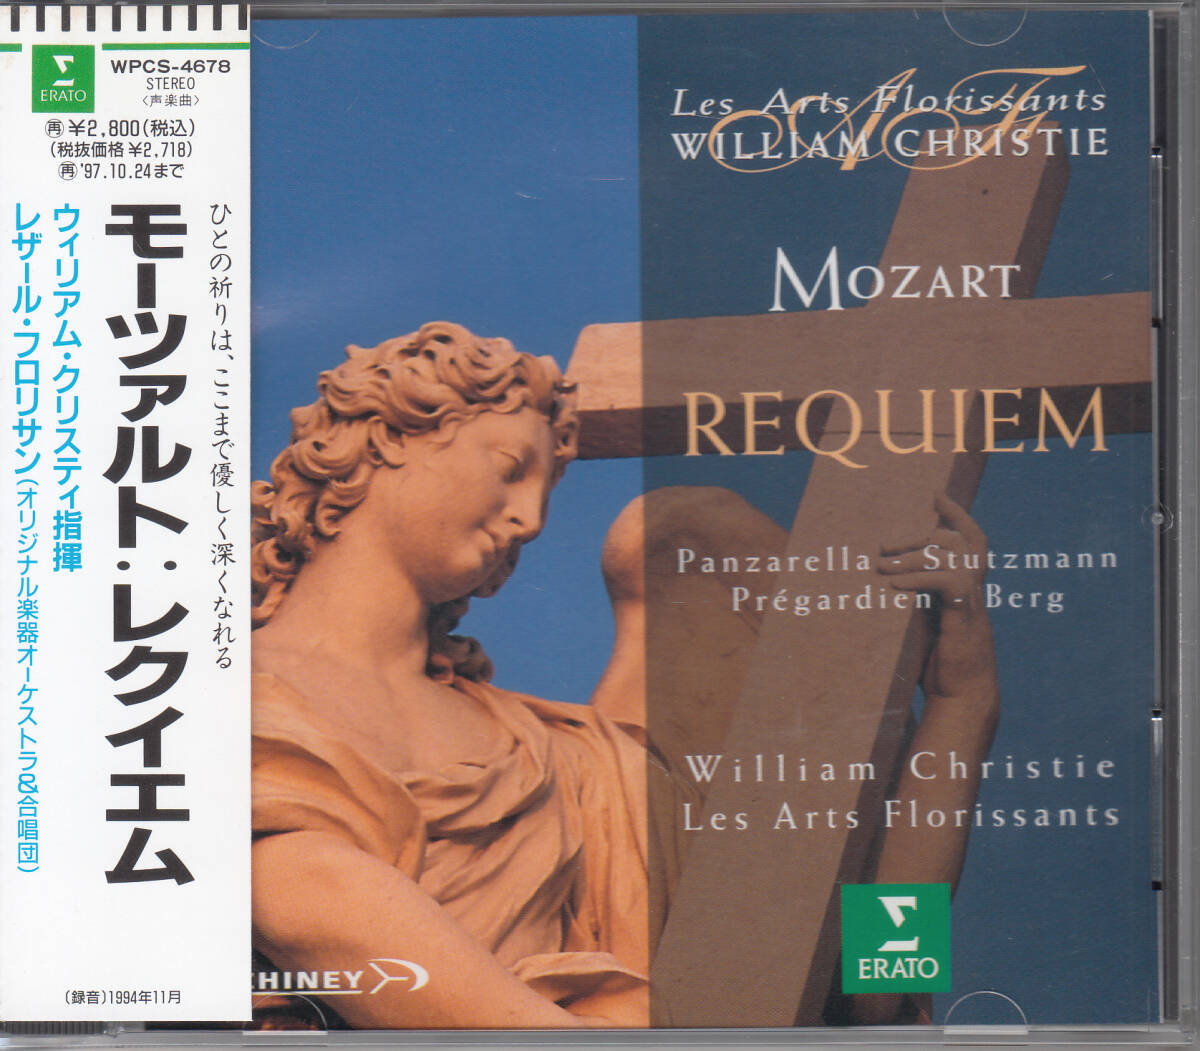 ERATO
WPCS-4678
STEREO
〈声楽曲〉
再¥2,800(税込)
(税抜価格¥2,718)
再'97.10.24まで
ひとの祈りは、ここまで優しく深くなれる
モーツァルト:レクイエム
ウィリアム・クリスティ指揮
レザール・フロリサン(オリジナル楽器オーケストラ&合唱団)
(録音)1994年11月
Les Arts Florissants
WILLIAM CHRISTIE
MOZART
REQUIEM
Panzarella - Stutzmann
Prégardien - Berg
William Christie
Les Arts Florissants
ERATO
CHINEY